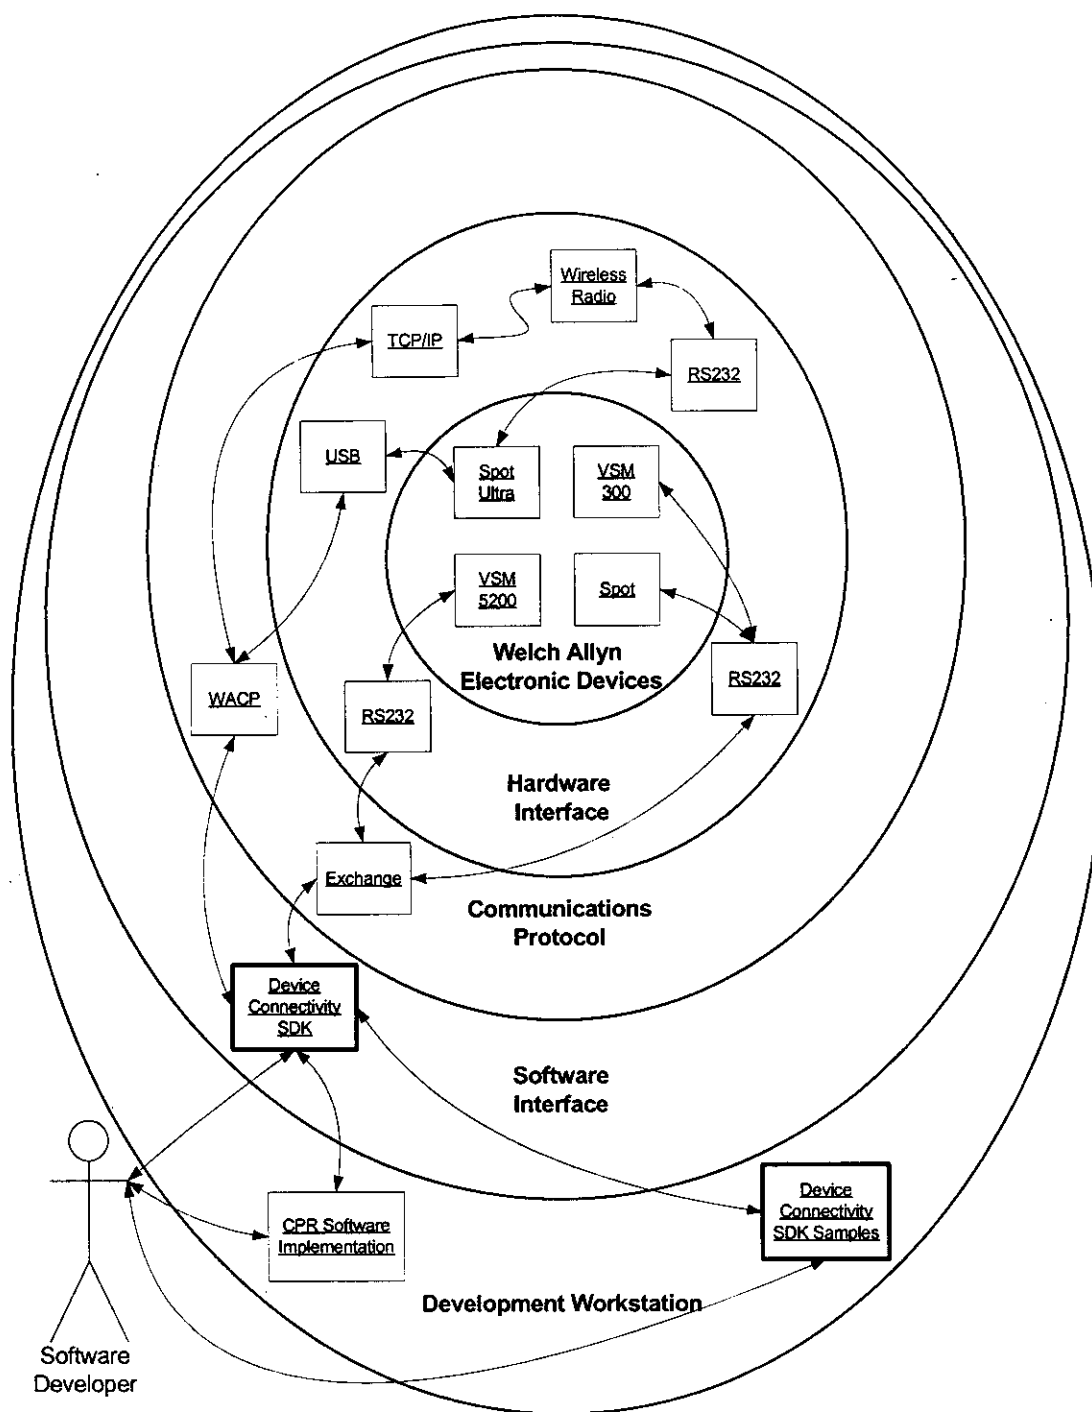 Wireless
Radio
TCP/IP
RS232
USB
Spot
Ultra
VSM
300
VSM
5200
Spot
Welch Allyn
Electronic Devices
WACP
RS232
RS232
Hardware
Interface
Exchange
Communications
Protocol
Device
Connectivity
SDK
Software
Interface
CPR Software
Implementation
Device
Connectivity
SDK Samples
Development Workstation
Software
Developer